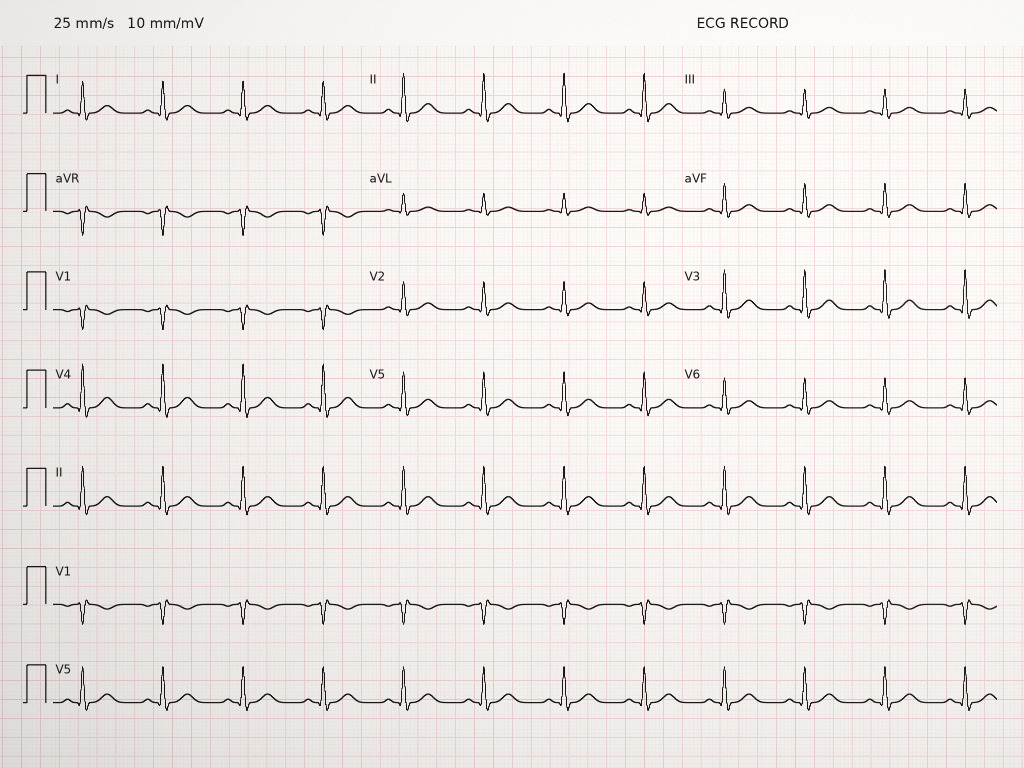 25 mm/s 10 mm/mV ECG RECORD
I II III
aVR aVL aVF
V1 V2 V3
V4 V5 V6
II
V1
V5